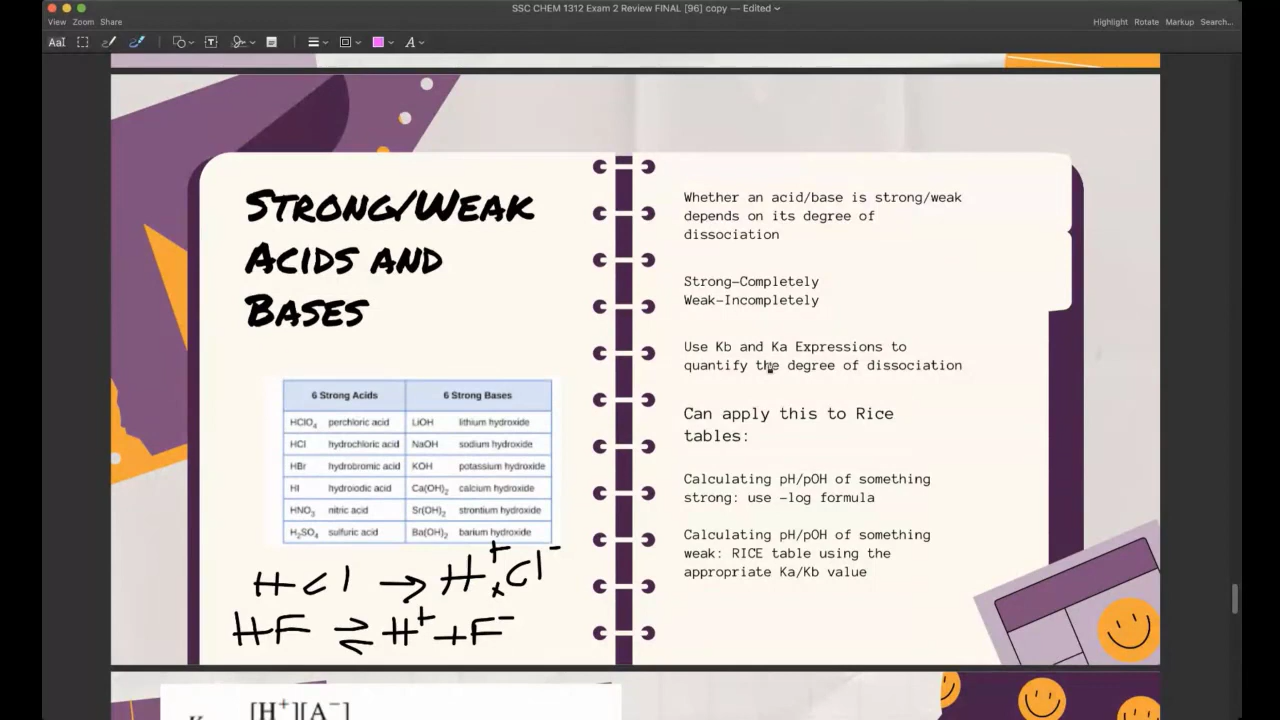 SSC CHEM 1312 Exam 2 Review FINAL [96] copy — Edited
View Zoom Share
Highlight Rotate Markup Search...
AaI
STRONG/WEAK
ACIDS AND
BASES
6 Strong Acids 6 Strong Bases
HClO₄ perchloric acid LiOH lithium hydroxide
HCl hydrochloric acid NaOH sodium hydroxide
HBr hydrobromic acid KOH potassium hydroxide
HI hydroiodic acid Ca(OH)₂ calcium hydroxide
HNO₃ nitric acid Sr(OH)₂ strontium hydroxide
H₂SO₄ sulfuric acid Ba(OH)₂ barium hydroxide
HCl → H⁺ Cl⁻
HF ⇌ H⁺ + F⁻
Whether an acid/base is strong/weak
depends on its degree of
dissociation
Strong-Completely
Weak-Incompletely
Use Kb and Ka Expressions to
quantify the degree of dissociation
Can apply this to Rice
tables:
Calculating pH/pOH of something
strong: use -log formula
Calculating pH/pOH of something
weak: RICE table using the
appropriate Ka/Kb value
[H⁺][A⁻]